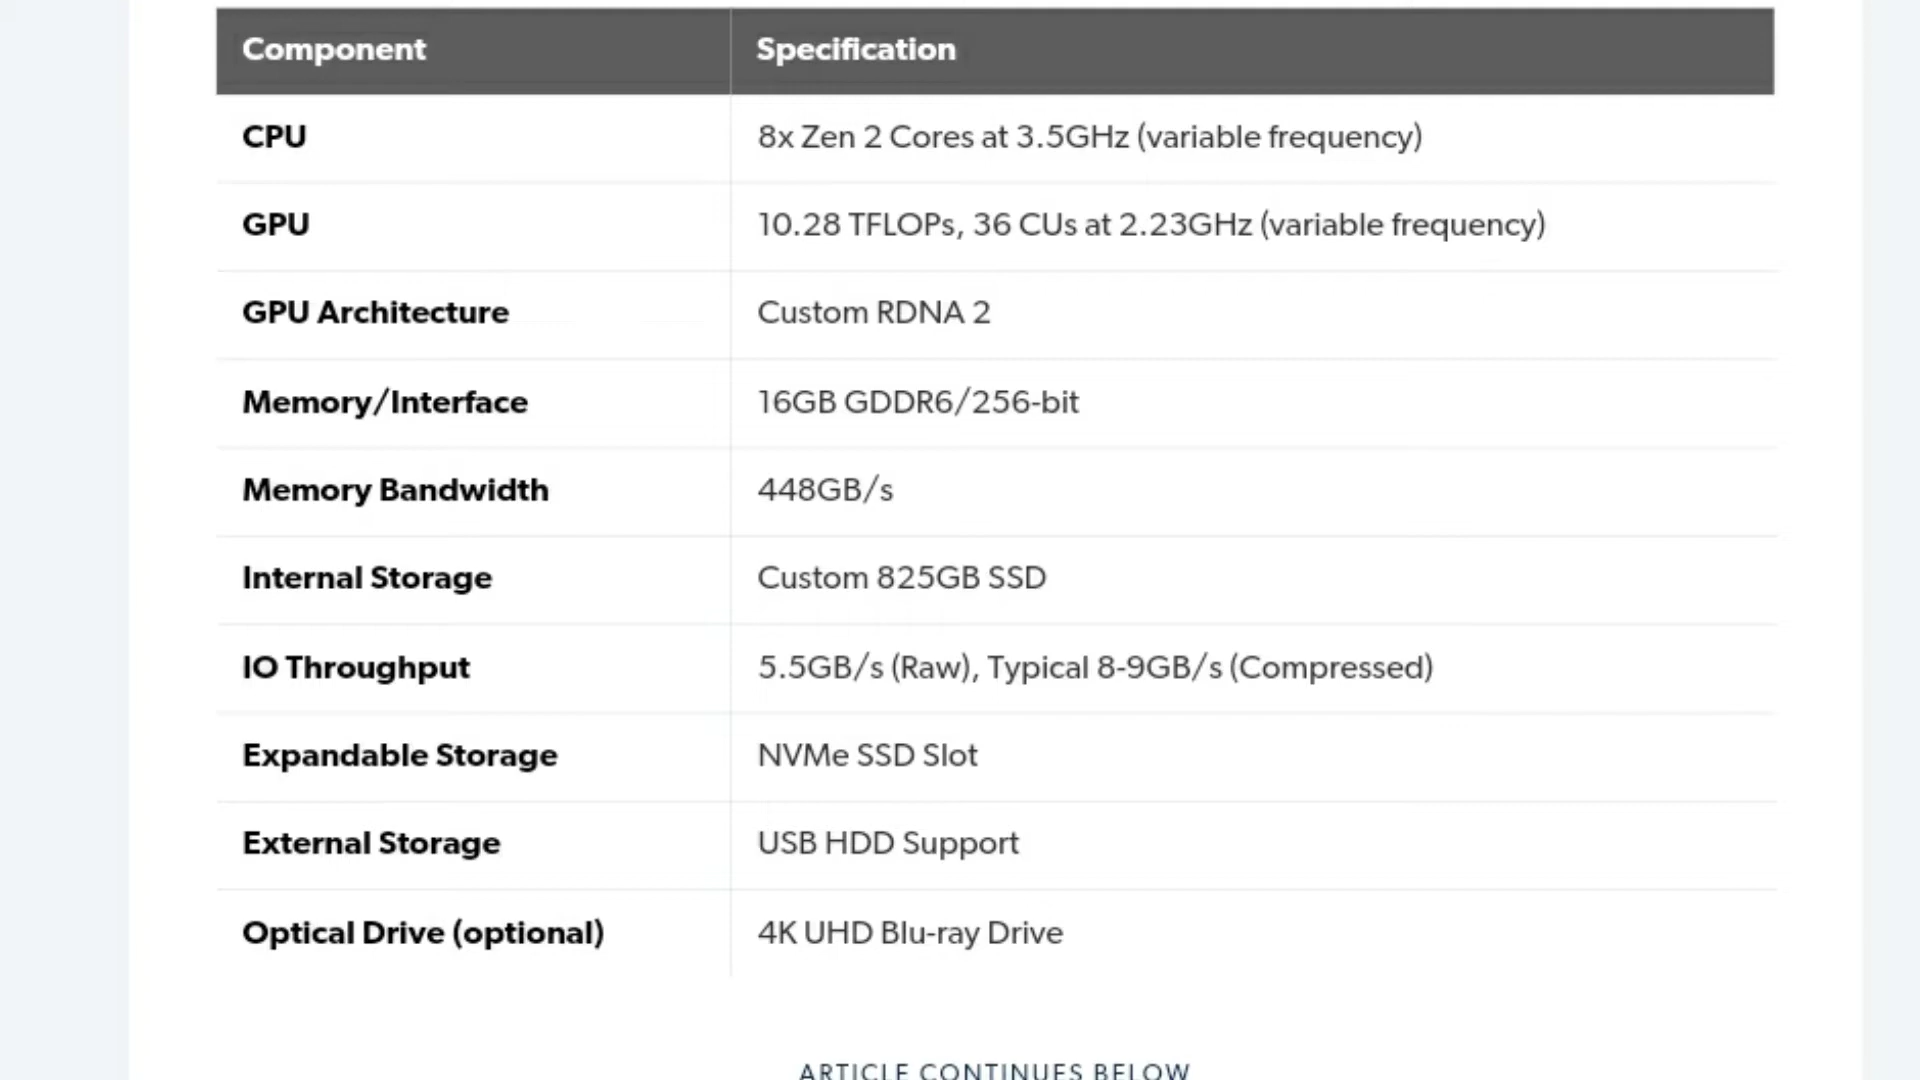 Component Specification
CPU 8x Zen 2 Cores at 3.5GHz (variable frequency)
GPU 10.28 TFLOPs, 36 CUs at 2.23GHz (variable frequency)
GPU Architecture Custom RDNA 2
Memory/Interface 16GB GDDR6/256-bit
Memory Bandwidth 448GB/s
Internal Storage Custom 825GB SSD
IO Throughput 5.5GB/s (Raw), Typical 8-9GB/s (Compressed)
Expandable Storage NVMe SSD Slot
External Storage USB HDD Support
Optical Drive (optional) 4K UHD Blu-ray Drive
ARTICLE CONTINUES BELOW